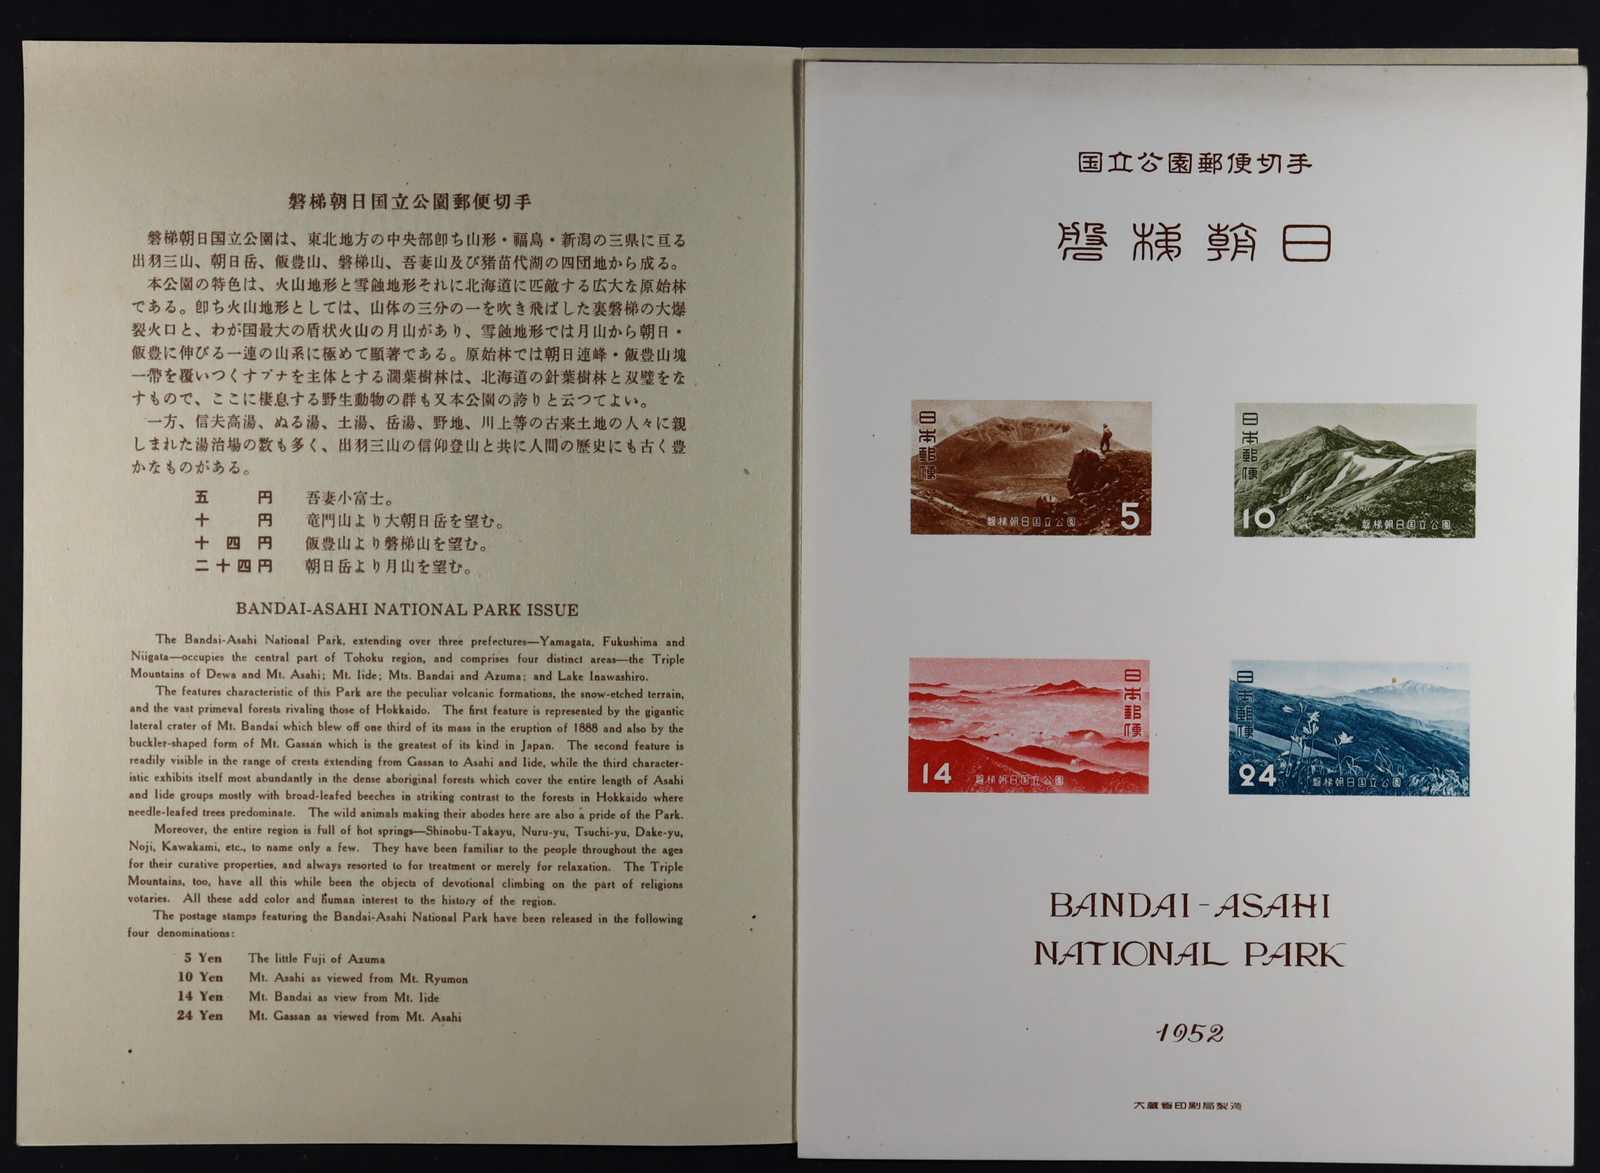 磐梯朝日国立公園郵便切手
磐梯朝日国立公園は、東北地方の中央部卽ち山形・福島・新潟の三県に亘る
出羽三山、朝日岳、飯豊山、磐梯山、吾妻山及び猪苗代湖の四団地から成る。
本公園の特色は、火山地形と雪蝕地形それに北海道に匹敵する広大な原始林
である。卽ち火山地形としては、山体の三分の一を吹き飛ばした裏磐梯の大爆
裂火口と、わが国最大の盾状火山の月山があり、雪蝕地形では月山から朝日・
飯豊に伸びる一連の山系に極めて顯著である。原始林では朝日連峰・飯豊山塊
一帶を覆いつくすブナを主体とする濶葉樹林は、北海道の針葉樹林と双璧をな
すもので、ここに棲息する野生動物の群も又本公園の誇りと云つてよい。
一方、信夫高湯、ぬる湯、土湯、岳湯、野地、川上等の古来土地の人々に親
しまれた湯治場の数も多く、出羽三山の信仰登山と共に人間の歴史にも古く豊
かなものがある。
五円 吾妻小富士。
十円 竜門山より大朝日岳を望む。
十四円 飯豊山より磐梯山を望む。
二十四円 朝日岳より月山を望む。
BANDAI-ASAHI NATIONAL PARK ISSUE
The Bandai-Asahi National Park, extending over three prefectures—Yamagata, Fukushima and
Niigata—occupies the central part of Tohoku region, and comprises four distinct areas—the Triple
Mountains of Dewa and Mt. Asahi; Mt. Iide; Mts. Bandai and Azuma; and Lake Inawashiro.
The features characteristic of this Park are the peculiar volcanic formations, the snow-etched terrain,
and the vast primeval forests rivaling those of Hokkaido. The first feature is represented by the gigantic
lateral crater of Mt. Bandai which blew off one third of its mass in the eruption of 1888 and also by the
buckler-shaped form of Mt. Gassan which is the greatest of its kind in Japan. The second feature is
readily visible in the range of crests extending from Gassan to Asahi and Iide, while the third character-
istic exhibits itself most abundantly in the dense aboriginal forests which cover the entire length of Asahi
and Iide groups mostly with broad-leafed beeches in striking contrast to the forests in Hokkaido where
needle-leafed trees predominate. The wild animals making their abodes here are also a pride of the Park.
Moreover, the entire region is full of hot springs—Shinobu-Takayu, Nuru-yu, Tsuchi-yu, Dake-yu,
Noji, Kawakami, etc., to name only a few. They have been familiar to the people throughout the ages
for their curative properties, and always resorted to for treatment or merely for relaxation. The Triple
Mountains, too, have all this while been the objects of devotional climbing on the part of religions
votaries. All these add color and human interest to the history of the region.
The postage stamps featuring the Bandai-Asahi National Park have been released in the following
four denominations:
5 Yen The little Fuji of Azuma
10 Yen Mt. Asahi as viewed from Mt. Ryumon
14 Yen Mt. Bandai as view from Mt. Iide
24 Yen Mt. Gassan as viewed from Mt. Asahi
国立公園郵便切手
磐梯朝日
日本郵便
磐梯朝日国立公園
5
日本郵便
10
磐梯朝日国立公園
日本郵便
14
磐梯朝日国立公園
日本郵便
24
磐梯朝日国立公園
BANDAI-ASAHI
NATIONAL PARK
1952
大蔵省印刷局製造